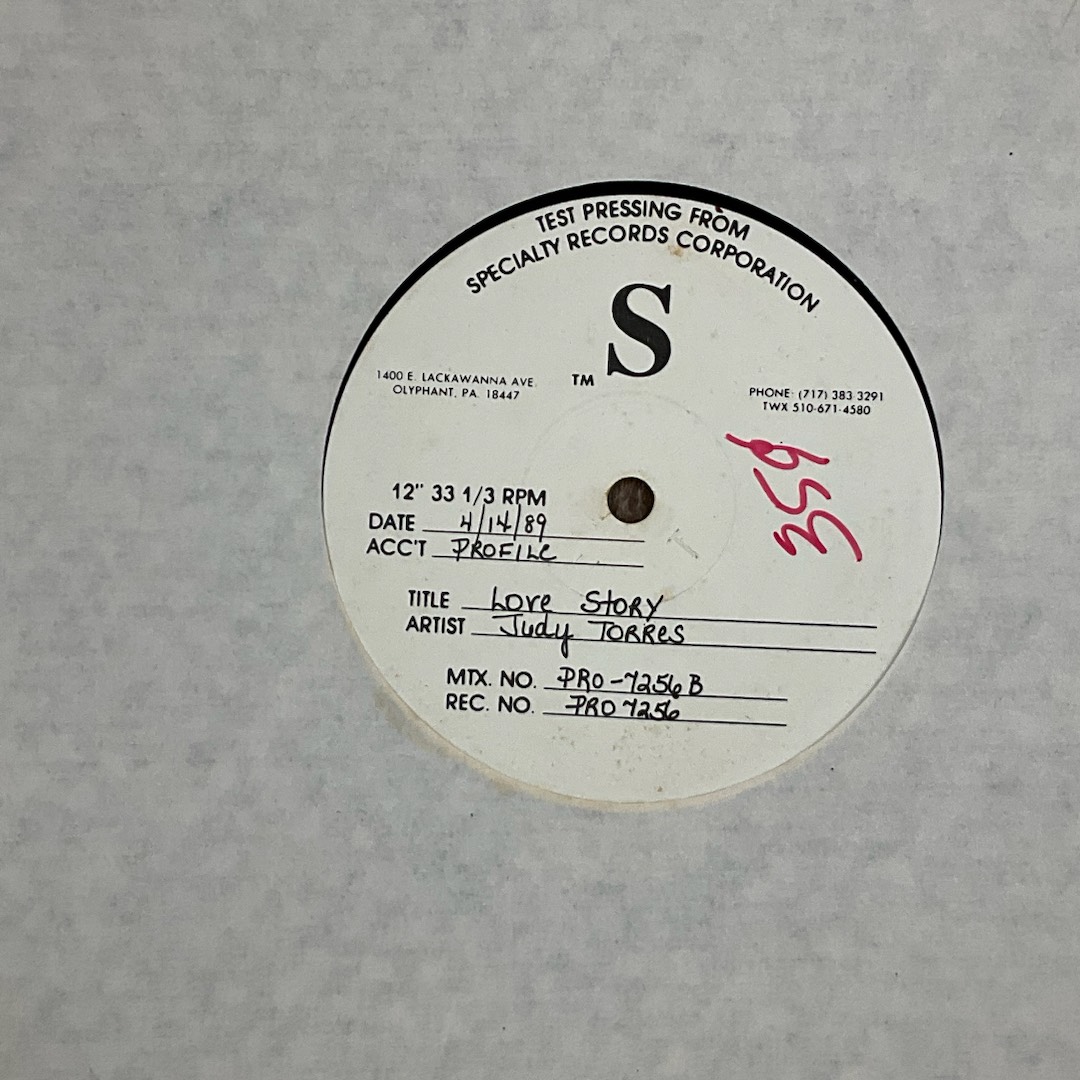 TEST PRESSING FROM
SPECIALTY RECORDS CORPORATION
S
TM
1400 E. LACKAWANNA AVE.
OLYPHANT, PA. 18447
PHONE: (717) 383 3291
TWX 510-671-4580
359
12" 33 1/3 RPM
DATE 4/14/89
ACC'T PROFILE
TITLE Love Story
ARTIST Judy Torres
MTX. NO. PRO-7256 B
REC. NO. PRO 7256